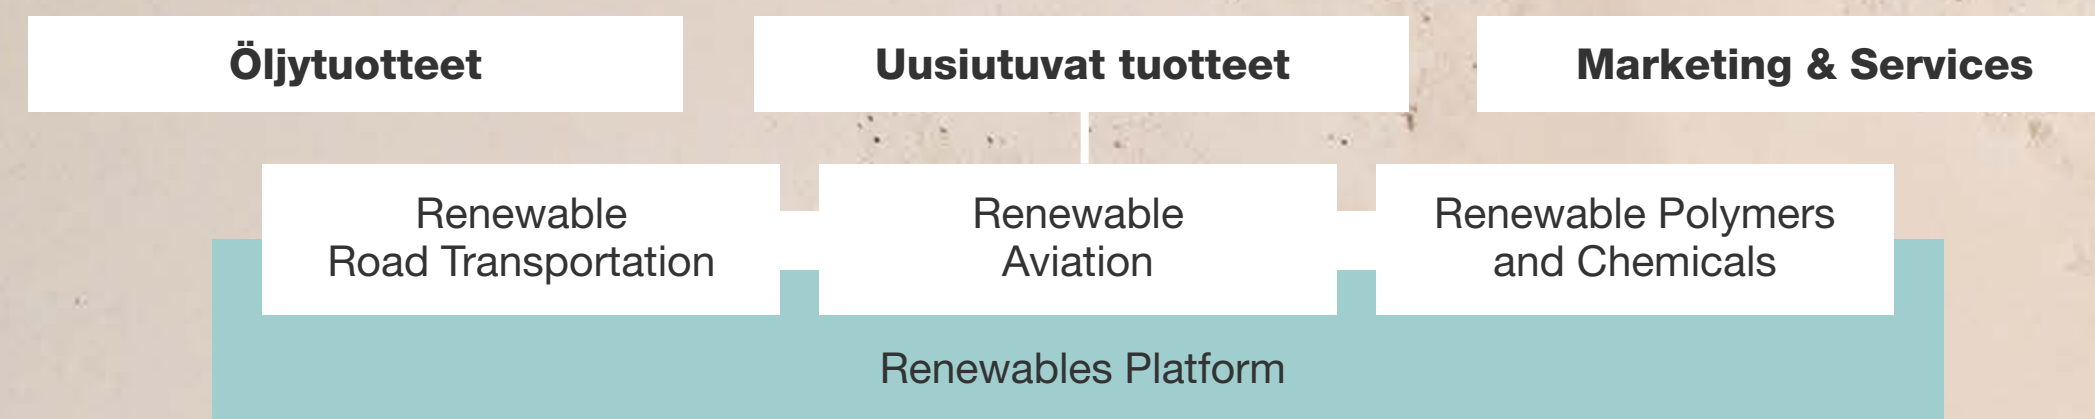 Öljytuotteet
Uusiutuvat tuotteet
Marketing & Services
Renewable
Road Transportation
Renewable
Aviation
Renewable Polymers
and Chemicals
Renewables Platform